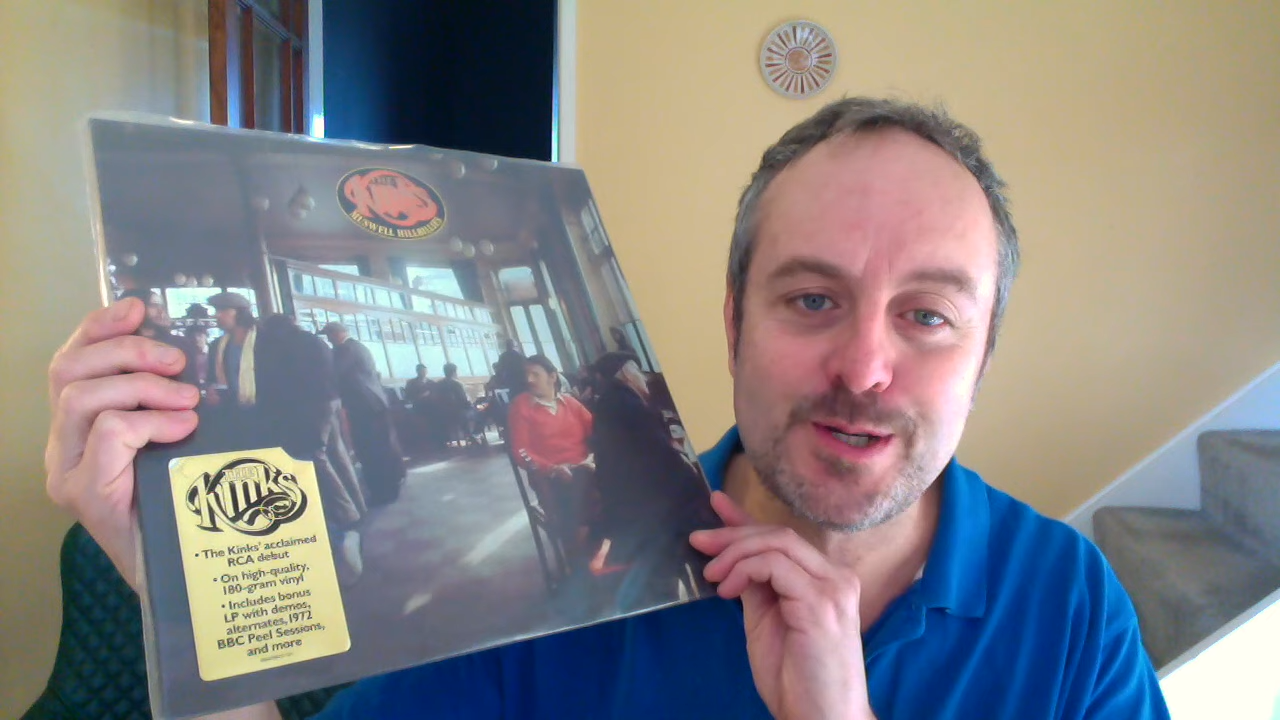 THE
KINKS
MUSWELL HILLBILLIES
THE
KINKS
• The Kinks' acclaimed
RCA debut
• On high-quality,
180-gram vinyl
• Includes bonus
LP with demos,
alternates, 1972
BBC Peel Sessions,
and more